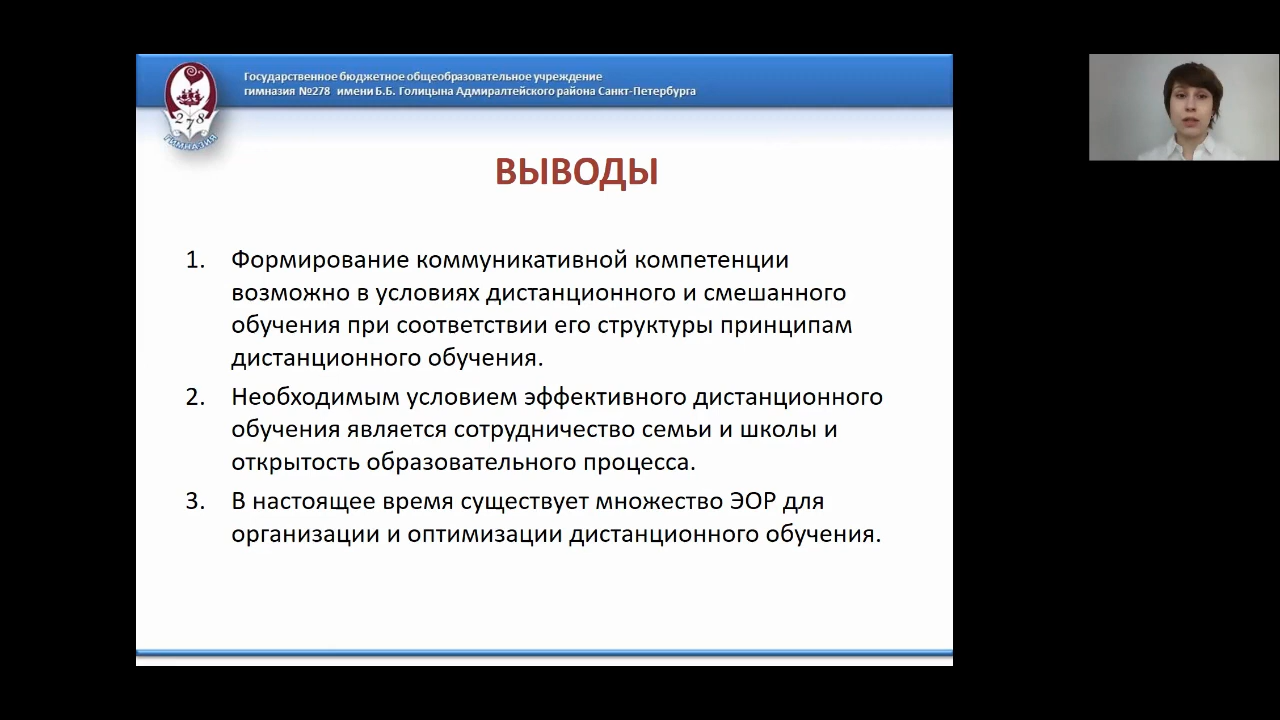 Государственное бюджетное общеобразовательное учреждение
гимназия №278 имени Б.Б. Голицына Адмиралтейского района Санкт-Петербурга
278
ГИМНАЗИЯ
ВЫВОДЫ
1. Формирование коммуникативной компетенции
возможно в условиях дистанционного и смешанного
обучения при соответствии его структуры принципам
дистанционного обучения.
2. Необходимым условием эффективного дистанционного
обучения является сотрудничество семьи и школы и
открытость образовательного процесса.
3. В настоящее время существует множество ЭОР для
организации и оптимизации дистанционного обучения.